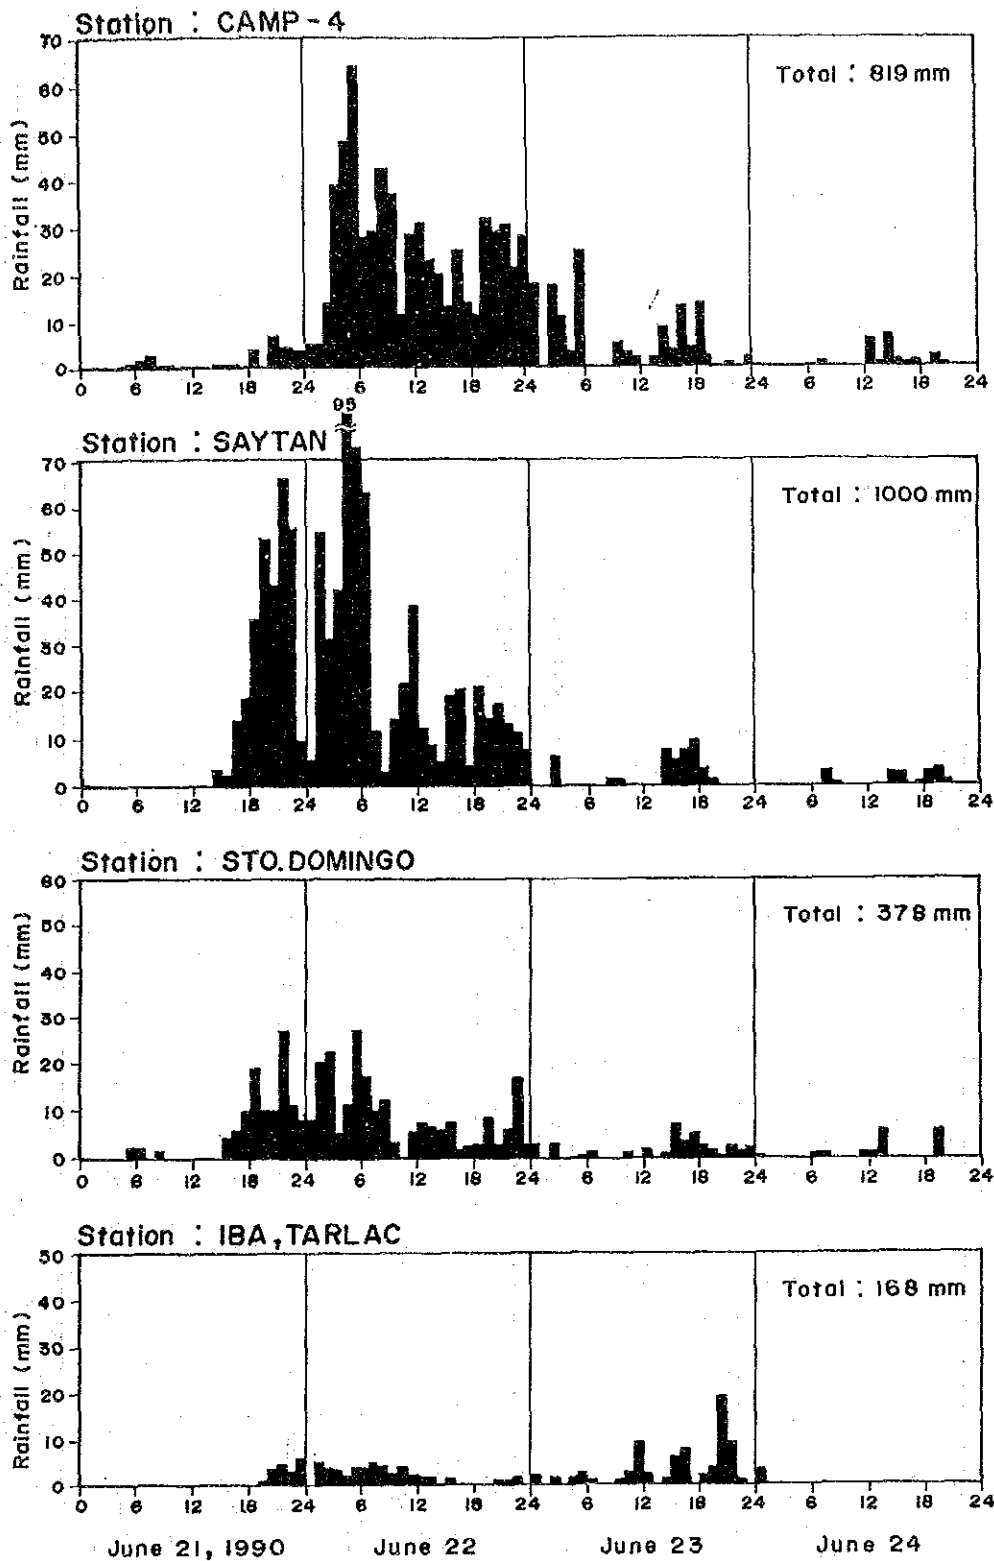 Station : CAMP-4
70
60
50
40
30
20
10
0
Rainfall (mm)
Total : 819 mm
0 6 12 18 24 6 12 18 24 6 12 18 24 6 12 18 24
95
Station : SAYTAN
70
60
50
40
30
20
10
0
Rainfall (mm)
Total : 1000 mm
0 6 12 18 24 6 12 18 24 6 12 18 24 6 12 18 24
Station : STO.DOMINGO
60
50
40
30
20
10
0
Rainfall (mm)
Total : 378 mm
0 6 12 18 24 6 12 18 24 6 12 18 24 6 12 18 24
Station : IBA,TARLAC
50
40
30
20
10
0
Rainfall (mm)
Total : 168 mm
0 6 12 18 24 6 12 18 24 6 12 18 24 6 12 18 24
June 21, 1990 June 22 June 23 June 24